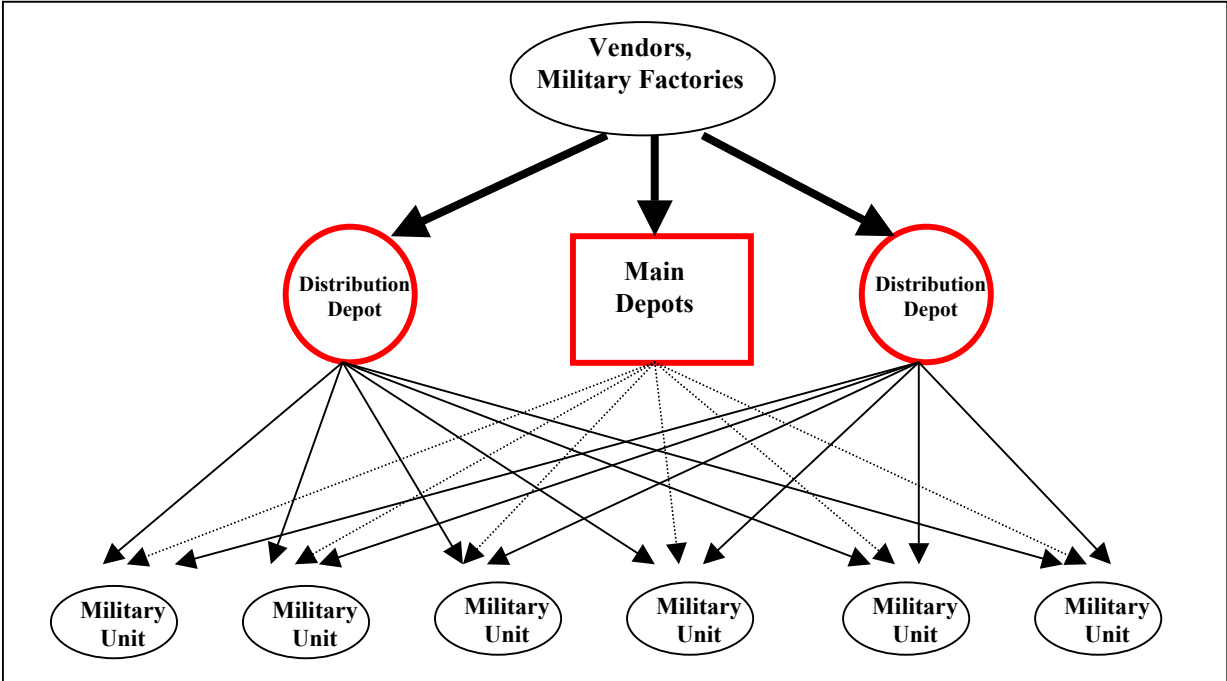 Vendors,
Military Factories
Distribution
Depot
Main
Depots
Distribution
Depot
Military
Unit
Military
Unit
Military
Unit
Military
Unit
Military
Unit
Military
Unit